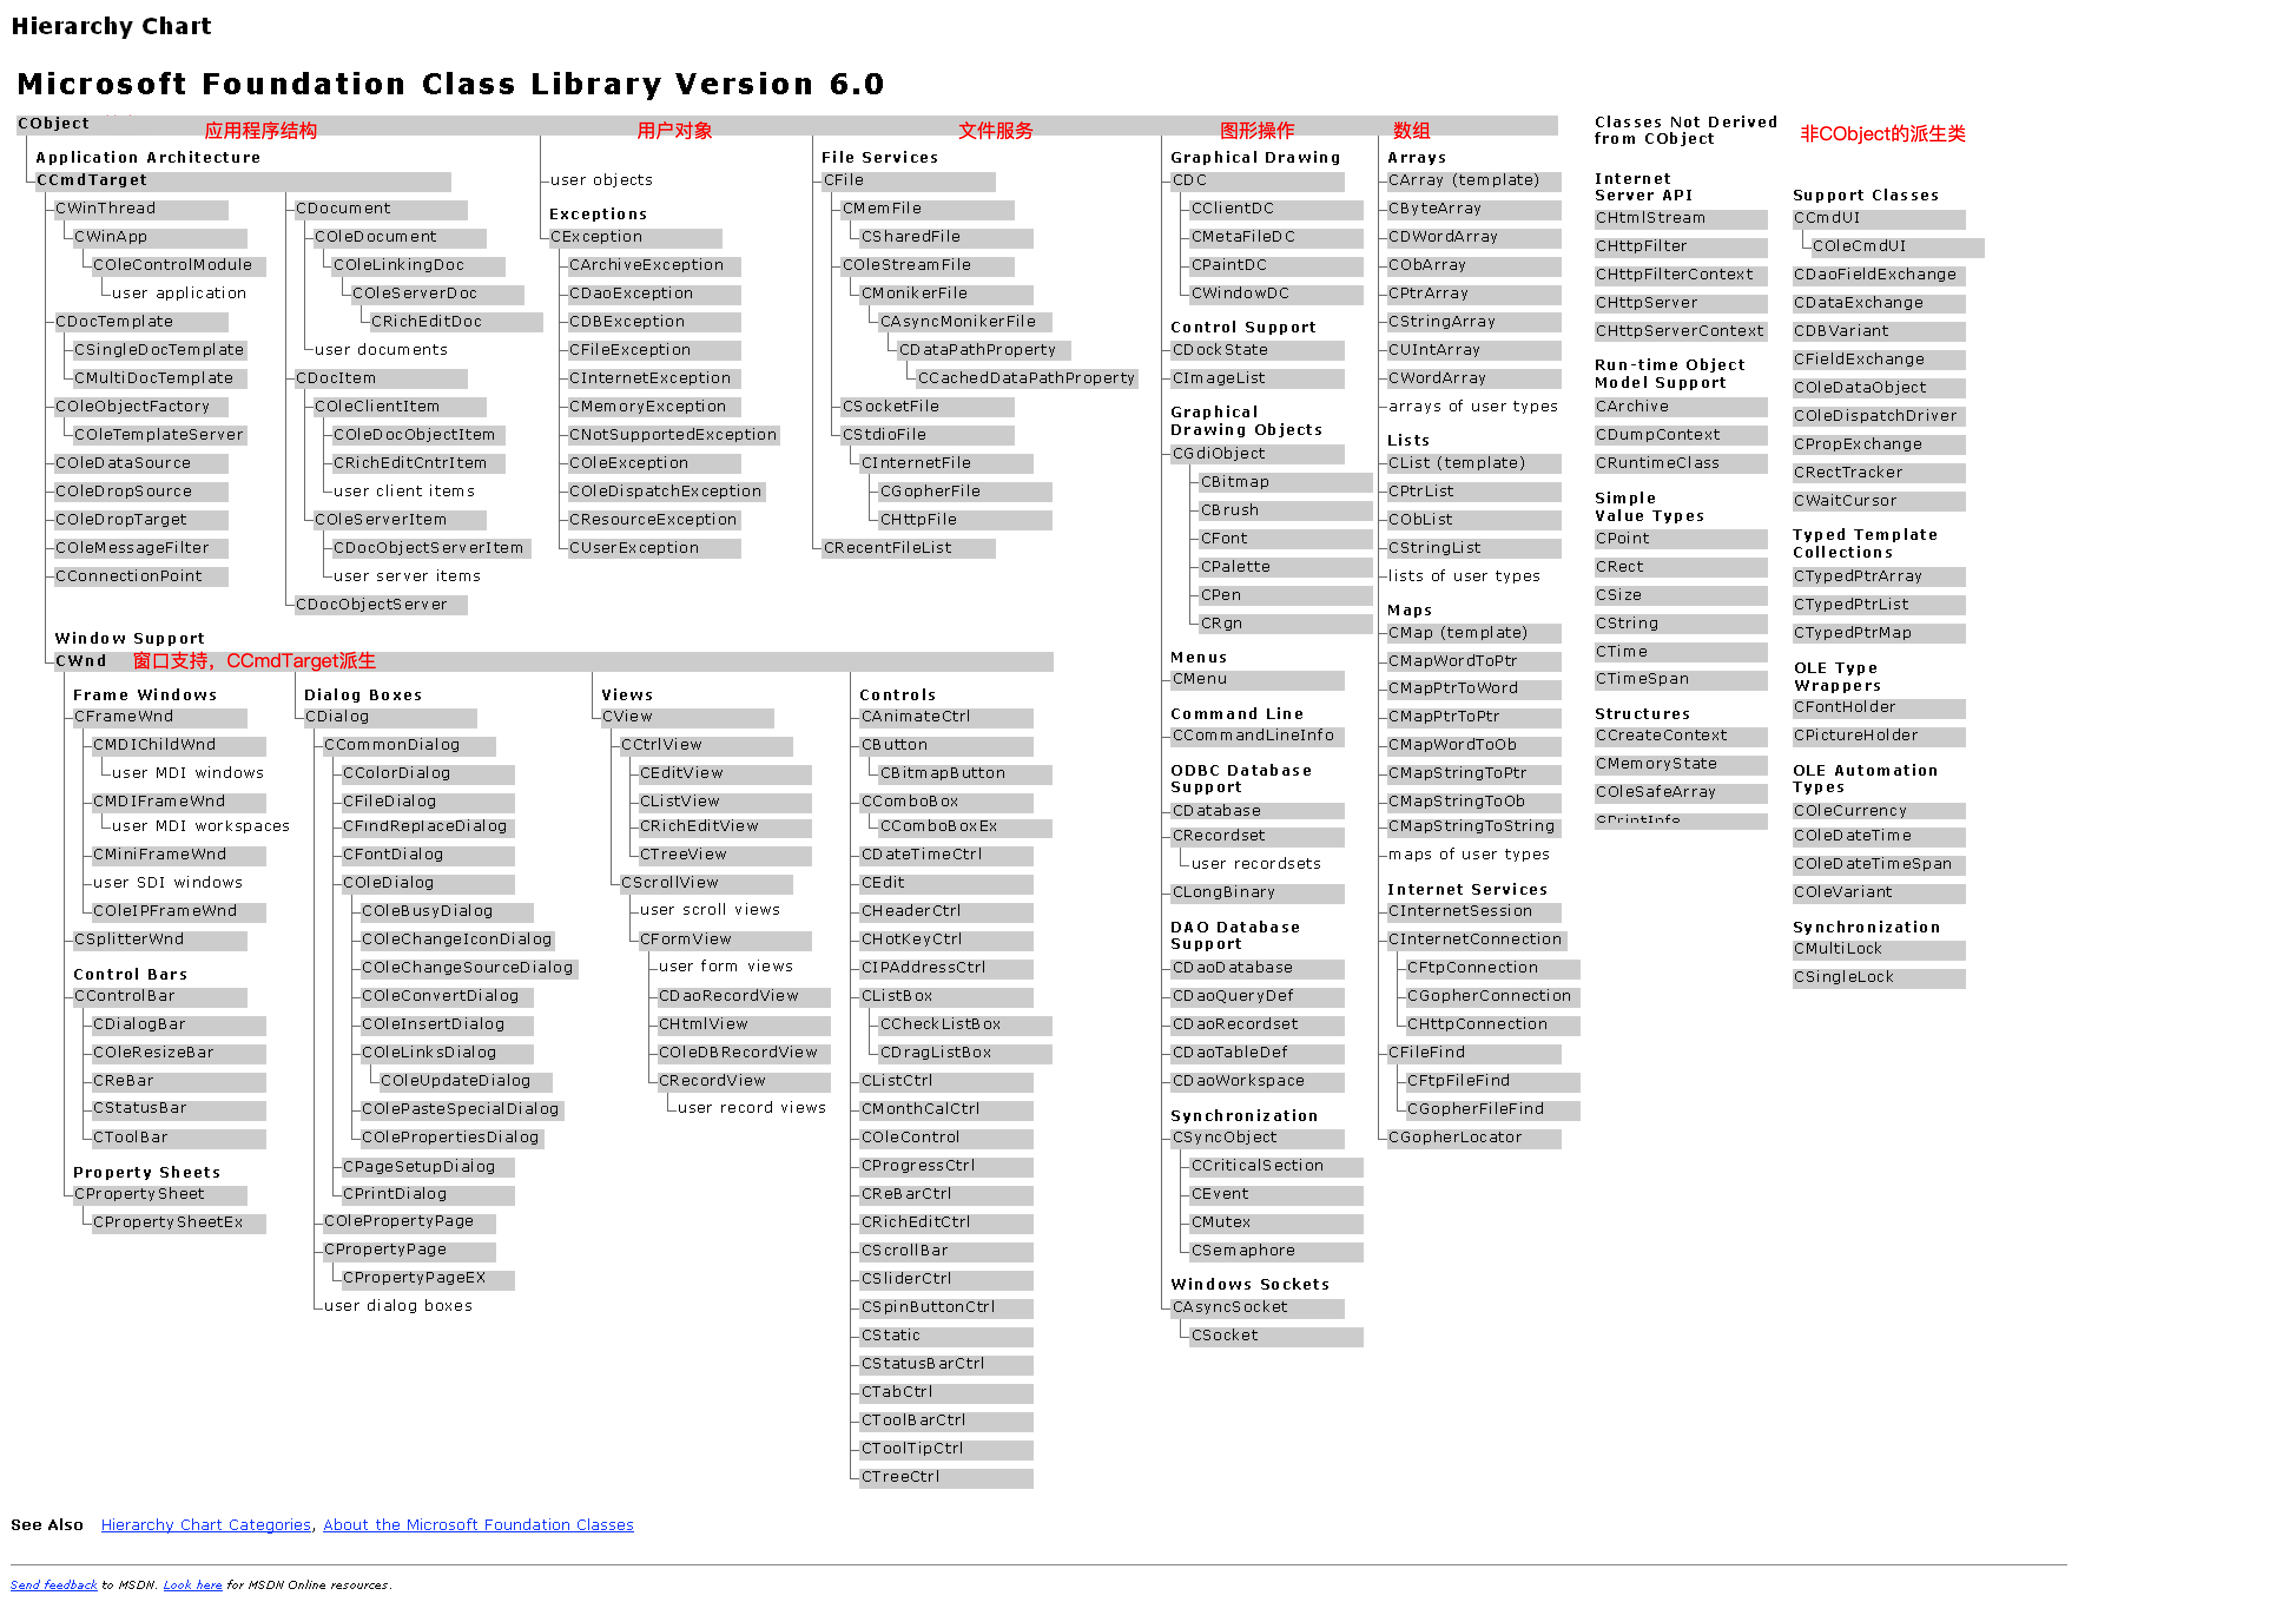 Hierarchy Chart
Microsoft Foundation Class Library Version 6.0
CObject
应用程序结构
用户对象
文件服务
图形操作
数组
Application Architecture
CCmdTarget
CWinThread
CWinApp
COleControlModule
user application
CDocTemplate
CSingleDocTemplate
CMultiDocTemplate
COleObjectFactory
COleTemplateServer
COleDataSource
COleDropSource
COleDropTarget
COleMessageFilter
CConnectionPoint
CDocument
COleDocument
COleLinkingDoc
COleServerDoc
CRichEditDoc
user documents
CDocItem
COleClientItem
COleDocObjectItem
CRichEditCntrItem
user client items
COleServerItem
CDocObjectServerItem
user server items
CDocObjectServer
user objects
Exceptions
CException
CArchiveException
CDaoException
CDBException
CFileException
CInternetException
CMemoryException
CNotSupportedException
COleException
COleDispatchException
CResourceException
CUserException
File Services
CFile
CMemFile
CSharedFile
COleStreamFile
CMonikerFile
CAsyncMonikerFile
CDataPathProperty
CCachedDataPathProperty
CSocketFile
CStdioFile
CInternetFile
CGopherFile
CHttpFile
CRecentFileList
Window Support
CWnd
窗口支持，CCmdTarget派生
Frame Windows
CFrameWnd
CMDIChildWnd
user MDI windows
CMDIFrameWnd
user MDI workspaces
CMiniFrameWnd
user SDI windows
COleIPFrameWnd
CSplitterWnd
Control Bars
CControlBar
CDialogBar
COleResizeBar
CReBar
CStatusBar
CToolBar
Property Sheets
CPropertySheet
CPropertySheetEx
Dialog Boxes
CDialog
CCommonDialog
CColorDialog
CFileDialog
CFindReplaceDialog
CFontDialog
COleDialog
COleBusyDialog
COleChangeIconDialog
COleChangeSourceDialog
COleConvertDialog
COleInsertDialog
COleLinksDialog
COleUpdateDialog
COlePasteSpecialDialog
COlePropertiesDialog
CPageSetupDialog
CPrintDialog
COlePropertyPage
CPropertyPage
CPropertyPageEX
user dialog boxes
Views
CView
CCtrlView
CEditView
CListView
CRichEditView
CTreeView
CScrollView
user scroll views
CFormView
user form views
CDaoRecordView
CHtmlView
COleDBRecordView
CRecordView
user record views
Controls
CAnimateCtrl
CButton
CBitmapButton
CComboBox
CComboBoxEx
CDateTimeCtrl
CEdit
CHeaderCtrl
CHotKeyCtrl
CIPAddressCtrl
CListBox
CCheckListBox
CDragListBox
CListCtrl
CMonthCalCtrl
COleControl
CProgressCtrl
CReBarCtrl
CRichEditCtrl
CScrollBar
CSliderCtrl
CSpinButtonCtrl
CStatic
CStatusBarCtrl
CTabCtrl
CToolBarCtrl
CToolTipCtrl
CTreeCtrl
Graphical Drawing
CDC
CClientDC
CMetaFileDC
CPaintDC
CWindowDC
Control Support
CDockState
CImageList
Graphical
Drawing Objects
CGdiObject
CBitmap
CBrush
CFont
CPalette
CPen
CRgn
Menus
CMenu
Command Line
CCommandLineInfo
ODBC Database
Support
CDatabase
CRecordset
user recordsets
CLongBinary
DAO Database
Support
CDaoDatabase
CDaoQueryDef
CDaoRecordset
CDaoTableDef
CDaoWorkspace
Synchronization
CSyncObject
CCriticalSection
CEvent
CMutex
CSemaphore
Windows Sockets
CAsyncSocket
CSocket
Arrays
CArray (template)
CByteArray
CDWordArray
CObArray
CPtrArray
CStringArray
CUIntArray
CWordArray
arrays of user types
Lists
CList (template)
CPtrList
CObList
CStringList
lists of user types
Maps
CMap (template)
CMapWordToPtr
CMapPtrToWord
CMapPtrToPtr
CMapWordToOb
CMapStringToPtr
CMapStringToOb
CMapStringToString
maps of user types
Internet Services
CInternetSession
CInternetConnection
CFtpConnection
CGopherConnection
CHttpConnection
CFileFind
CFtpFileFind
CGopherFileFind
CGopherLocator
Classes Not Derived
from CObject
非CObject的派生类
Internet
Server API
CHtmlStream
CHttpFilter
CHttpFilterContext
CHttpServer
CHttpServerContext
Run-time Object
Model Support
CArchive
CDumpContext
CRuntimeClass
Simple
Value Types
CPoint
CRect
CSize
CString
CTime
CTimeSpan
Structures
CCreateContext
CMemoryState
COleSafeArray
CPrintInfo
Support Classes
CCmdUI
COleCmdUI
CDaoFieldExchange
CDataExchange
CDBVariant
CFieldExchange
COleDataObject
COleDispatchDriver
CPropExchange
CRectTracker
CWaitCursor
Typed Template
Collections
CTypedPtrArray
CTypedPtrList
CTypedPtrMap
OLE Type
Wrappers
CFontHolder
CPictureHolder
OLE Automation
Types
COleCurrency
COleDateTime
COleDateTimeSpan
COleVariant
Synchronization
CMultiLock
CSingleLock
See Also Hierarchy Chart Categories, About the Microsoft Foundation Classes
Send feedback to MSDN. Look here for MSDN Online resources.